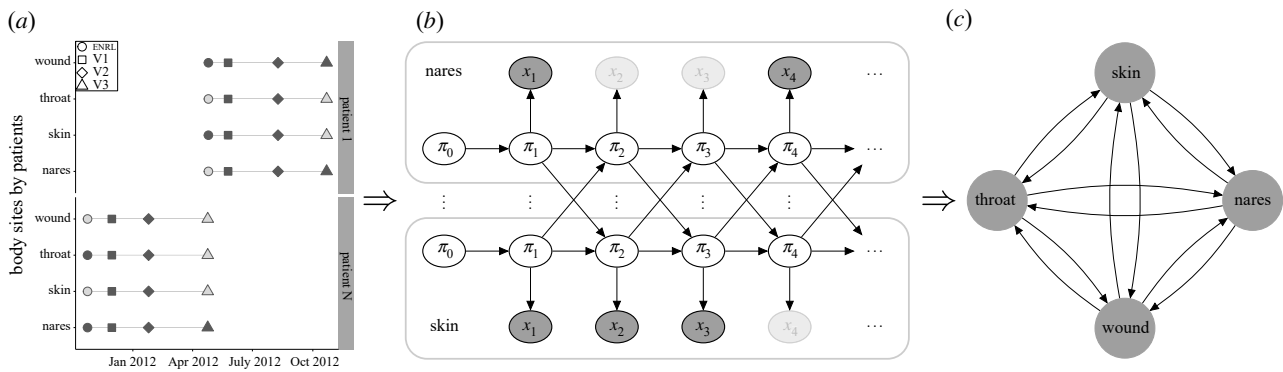 (a)
ENRL
V1
V2
V3
wound
throat
skin
nares
patient 1
wound
throat
skin
nares
patient N
body sites by patients
Jan 2012 Apr 2012 July 2012 Oct 2012
⇒
(b)
nares
x1 x2 x3 x4 ...
π0 π1 π2 π3 π4 ...
⋮ ⋮ ⋮ ⋮ ⋮
π0 π1 π2 π3 π4 ...
skin
x1 x2 x3 x4 ...
⇒
(c)
skin
throat
nares
wound